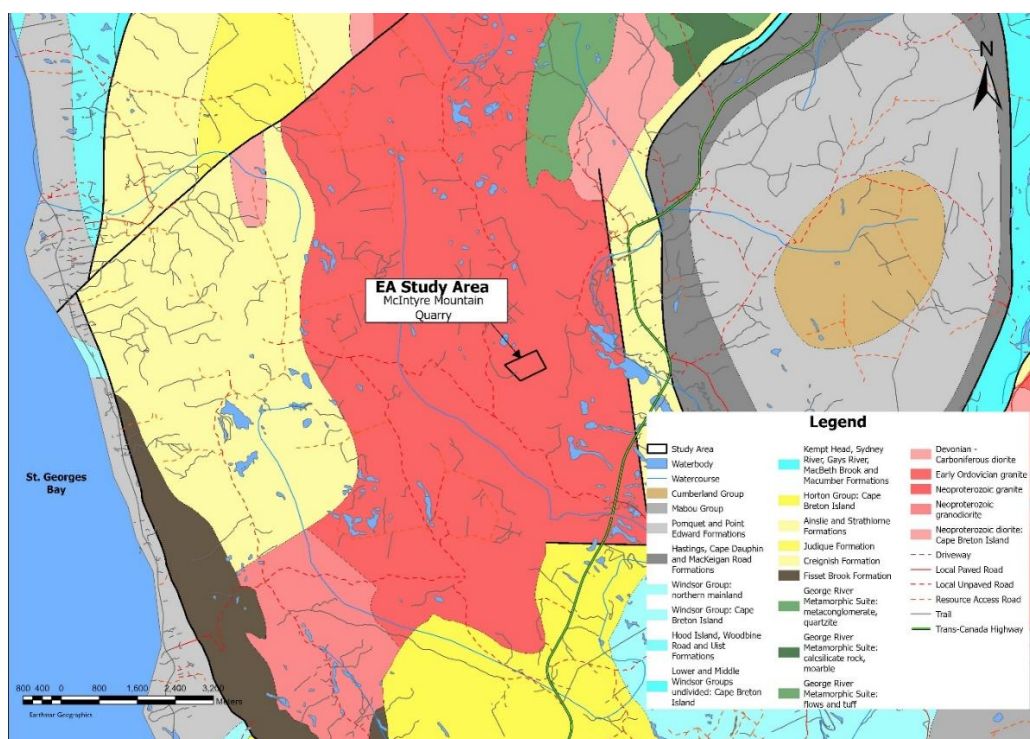 N
EA Study Area
McIntyre Mountain
Quarry
St. Georges
Bay
800 400 0 800 1,600 2,400 3,200
Meters
Earthstar Geographics
Legend
Study Area
Waterbody
Watercourse
Cumberland Group
Mabou Group
Pomquet and Point
Edward Formations
Hastings, Cape Dauphin
and MacKeigan Road
Formations
Windsor Group:
northern mainland
Windsor Group: Cape
Breton Island
Hood Island, Woodbine
Road and Uist
Formations
Lower and Middle
Windsor Groups
undivided: Cape Breton
Island
Kempt Head, Sydney
River, Gays River,
MacBeth Brook and
Macumber Formations
Horton Group: Cape
Breton Island
Ainslie and Strathlorne
Formations
Judique Formation
Creignish Formation
Fisset Brook Formation
George River
Metamorphic Suite:
metaconglomerate,
quartzite
George River
Metamorphic Suite:
calcsilicate rock,
moarble
George River
Metamorphic Suite:
flows and tuff
Devonian -
Carboniferous diorite
Early Ordovician granite
Neoproterozoic granite
Neoproterozoic
granodiorite
Neoproterozoic diorite:
Cape Breton Island
Driveway
Local Paved Road
Local Unpaved Road
Resource Access Road
Trail
Trans-Canada Highway